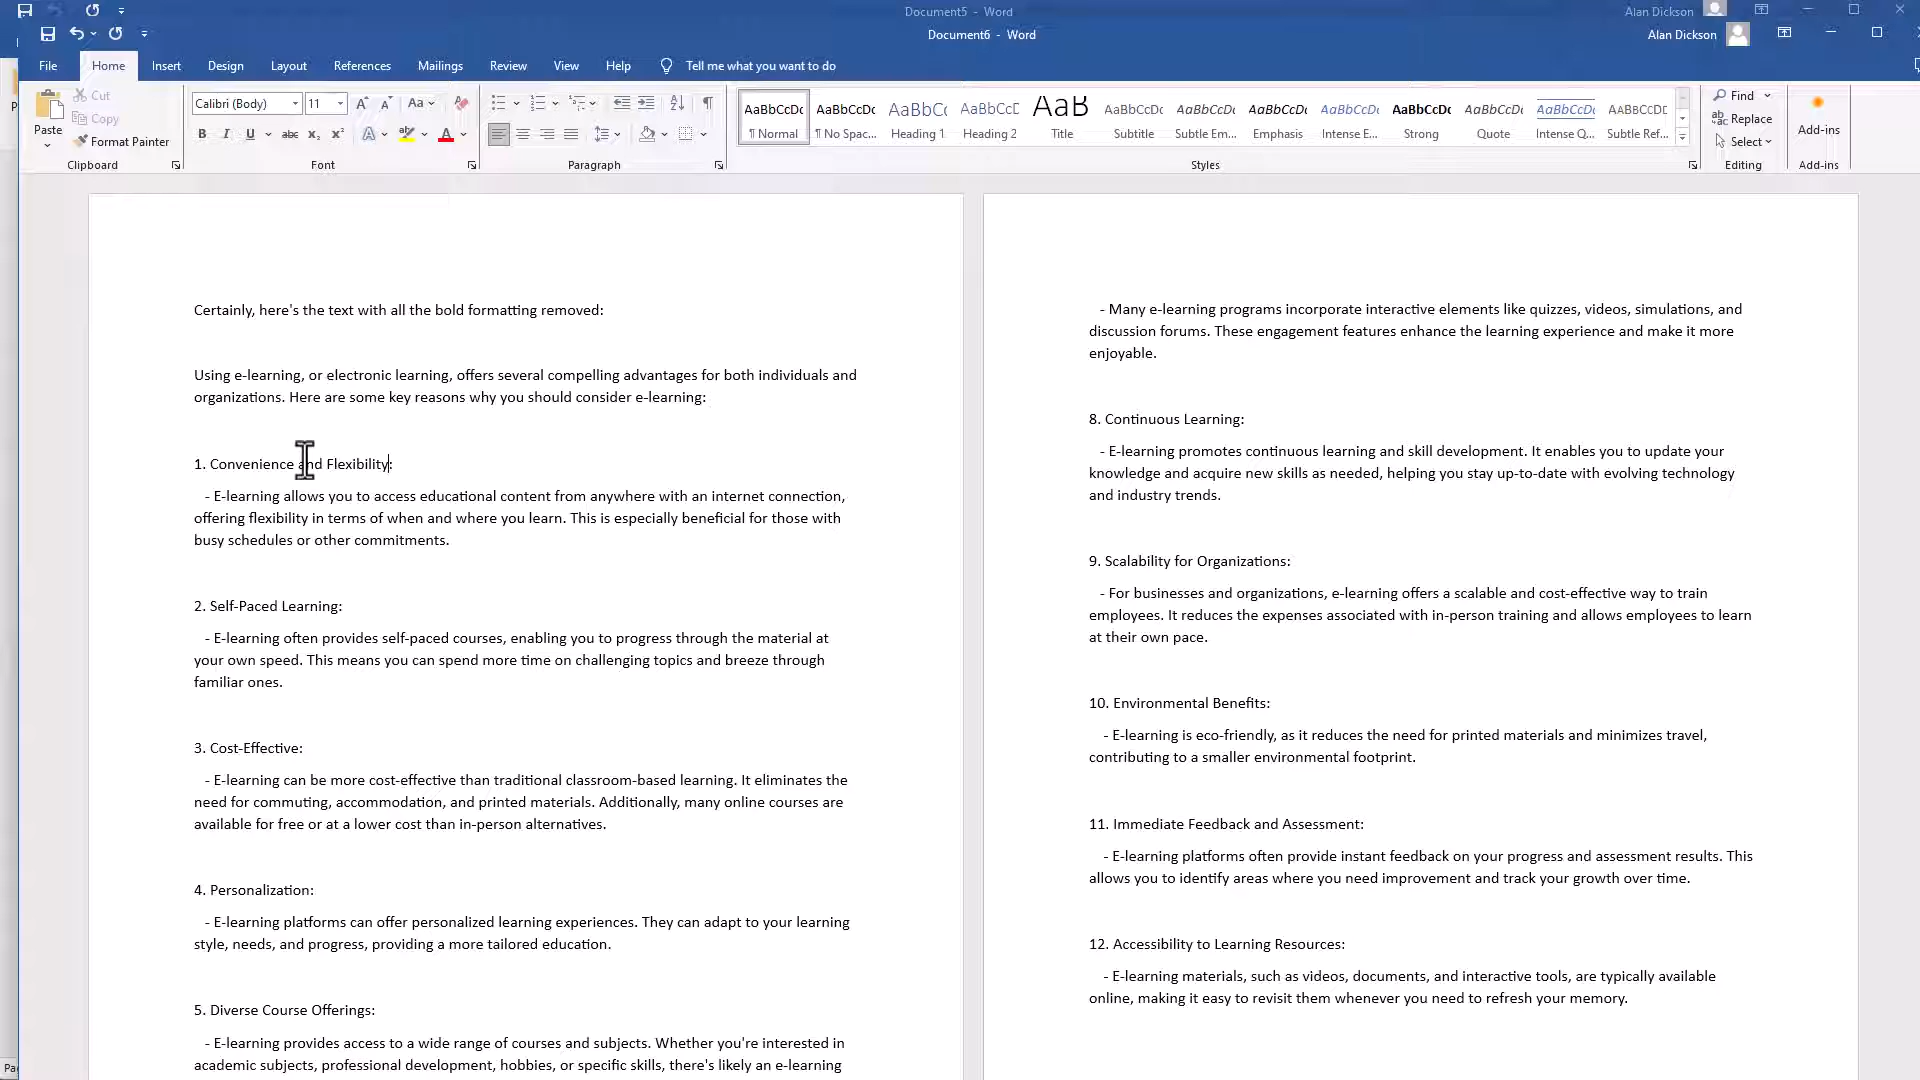 Document5 - Word
Alan Dickson
Document6 - Word
Alan Dickson
File Home Insert Design Layout References Mailings Review View Help Tell me what you want to do
Paste
Cut
Copy
Format Painter
Clipboard
Calibri (Body) 11
Font
Paragraph
AaBbCcDc AaBbCcDc AaBbCc AaBbCcD AaB AaBbCcDc AaBbCcDc AaBbCcDc AaBbCcDc AaBbCcDc AaBbCcDc AaBbCcDc AaBbCcDc
¶ Normal ¶ No Spac... Heading 1 Heading 2 Title Subtitle Subtle Em... Emphasis Intense E... Strong Quote Intense Q... Subtle Ref...
Styles
Find
Replace
Select
Editing
Add-ins
Add-ins
Certainly, here's the text with all the bold formatting removed:
Using e-learning, or electronic learning, offers several compelling advantages for both individuals and
organizations. Here are some key reasons why you should consider e-learning:
1. Convenience and Flexibility:
- E-learning allows you to access educational content from anywhere with an internet connection,
offering flexibility in terms of when and where you learn. This is especially beneficial for those with
busy schedules or other commitments.
2. Self-Paced Learning:
- E-learning often provides self-paced courses, enabling you to progress through the material at
your own speed. This means you can spend more time on challenging topics and breeze through
familiar ones.
3. Cost-Effective:
- E-learning can be more cost-effective than traditional classroom-based learning. It eliminates the
need for commuting, accommodation, and printed materials. Additionally, many online courses are
available for free or at a lower cost than in-person alternatives.
4. Personalization:
- E-learning platforms can offer personalized learning experiences. They can adapt to your learning
style, needs, and progress, providing a more tailored education.
5. Diverse Course Offerings:
- E-learning provides access to a wide range of courses and subjects. Whether you're interested in
academic subjects, professional development, hobbies, or specific skills, there's likely an e-learning
- Many e-learning programs incorporate interactive elements like quizzes, videos, simulations, and
discussion forums. These engagement features enhance the learning experience and make it more
enjoyable.
8. Continuous Learning:
- E-learning promotes continuous learning and skill development. It enables you to update your
knowledge and acquire new skills as needed, helping you stay up-to-date with evolving technology
and industry trends.
9. Scalability for Organizations:
- For businesses and organizations, e-learning offers a scalable and cost-effective way to train
employees. It reduces the expenses associated with in-person training and allows employees to learn
at their own pace.
10. Environmental Benefits:
- E-learning is eco-friendly, as it reduces the need for printed materials and minimizes travel,
contributing to a smaller environmental footprint.
11. Immediate Feedback and Assessment:
- E-learning platforms often provide instant feedback on your progress and assessment results. This
allows you to identify areas where you need improvement and track your growth over time.
12. Accessibility to Learning Resources:
- E-learning materials, such as videos, documents, and interactive tools, are typically available
online, making it easy to revisit them whenever you need to refresh your memory.